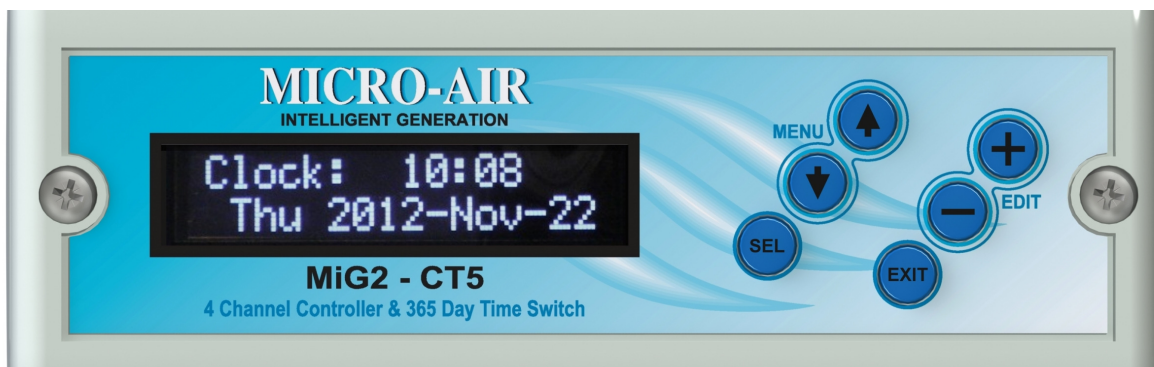 MICRO-AIR
INTELLIGENT GENERATION
Clock: 10:08
Thu 2012-Nov-22
MiG2 - CT5
4 Channel Controller & 365 Day Time Switch
MENU
+
−
EDIT
SEL
EXIT